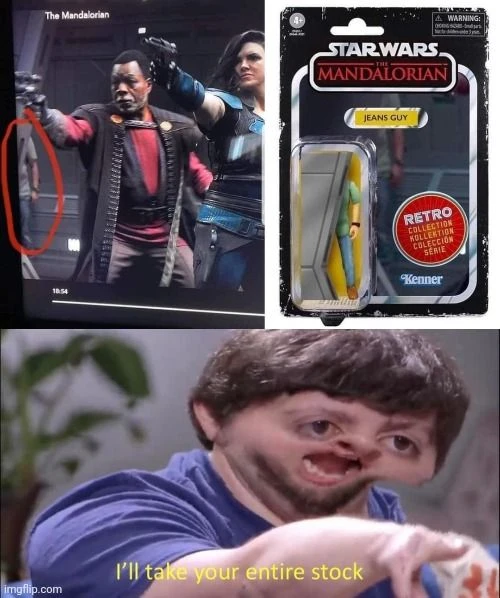 The Mandalorian
18:54
4+
WARNING:
STAR WARS
THE
MANDALORIAN
JEANS GUY
RETRO
COLLECTION
KOLLEKTION
COLECCIÓN
SÉRIE
Kenner
I'll take your entire stock
imgflip.com